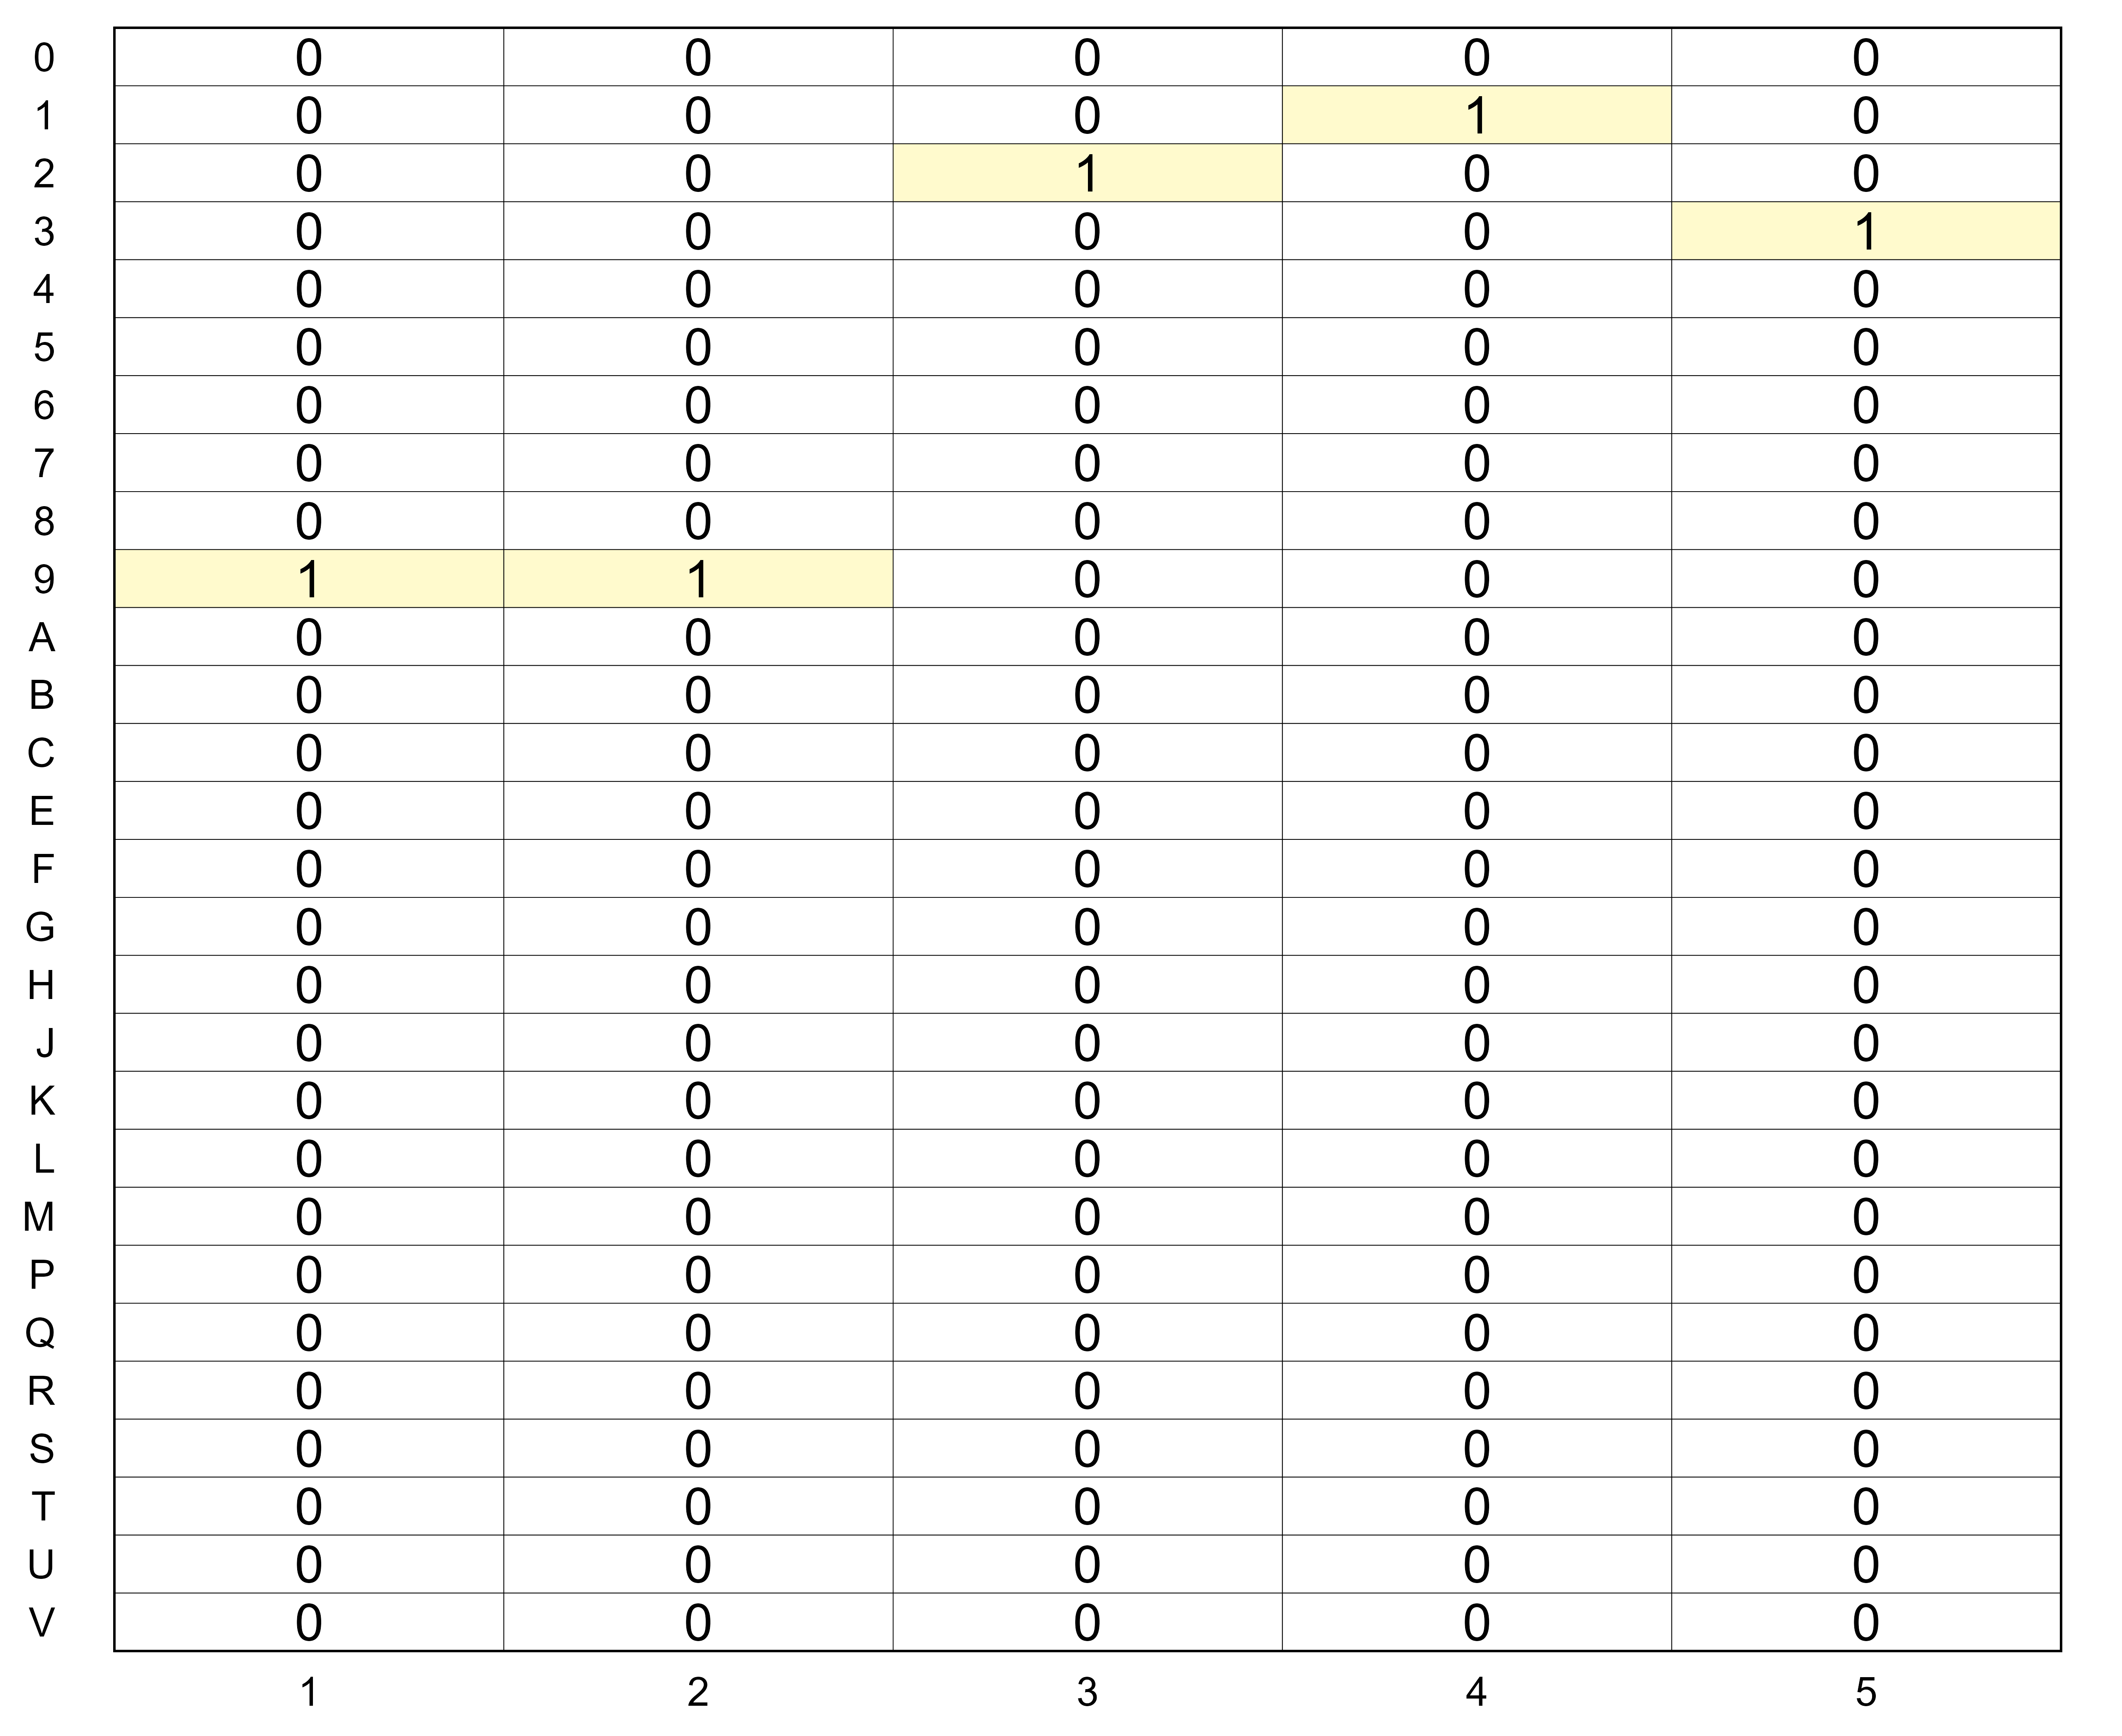 0 0 0 0 0 0
1 0 0 0 1 0
2 0 0 1 0 0
3 0 0 0 0 1
4 0 0 0 0 0
5 0 0 0 0 0
6 0 0 0 0 0
7 0 0 0 0 0
8 0 0 0 0 0
9 1 1 0 0 0
A 0 0 0 0 0
B 0 0 0 0 0
C 0 0 0 0 0
E 0 0 0 0 0
F 0 0 0 0 0
G 0 0 0 0 0
H 0 0 0 0 0
J 0 0 0 0 0
K 0 0 0 0 0
L 0 0 0 0 0
M 0 0 0 0 0
P 0 0 0 0 0
Q 0 0 0 0 0
R 0 0 0 0 0
S 0 0 0 0 0
T 0 0 0 0 0
U 0 0 0 0 0
V 0 0 0 0 0
1 2 3 4 5